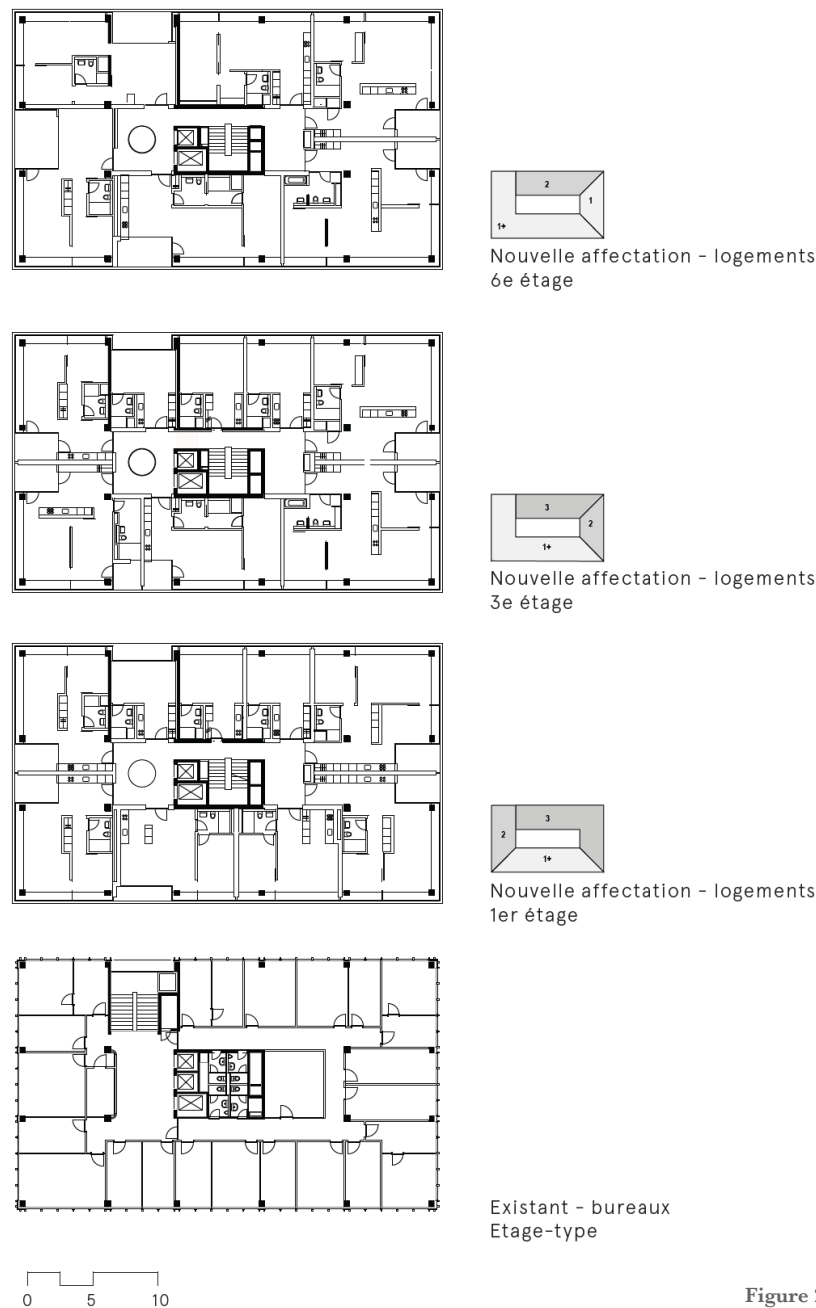 2
1
1+
Nouvelle affectation - logements
6e étage
3
2
1+
Nouvelle affectation - logements
3e étage
3
2
1+
Nouvelle affectation - logements
1er étage
Existant - bureaux
Etage-type
0 5 10
Figure